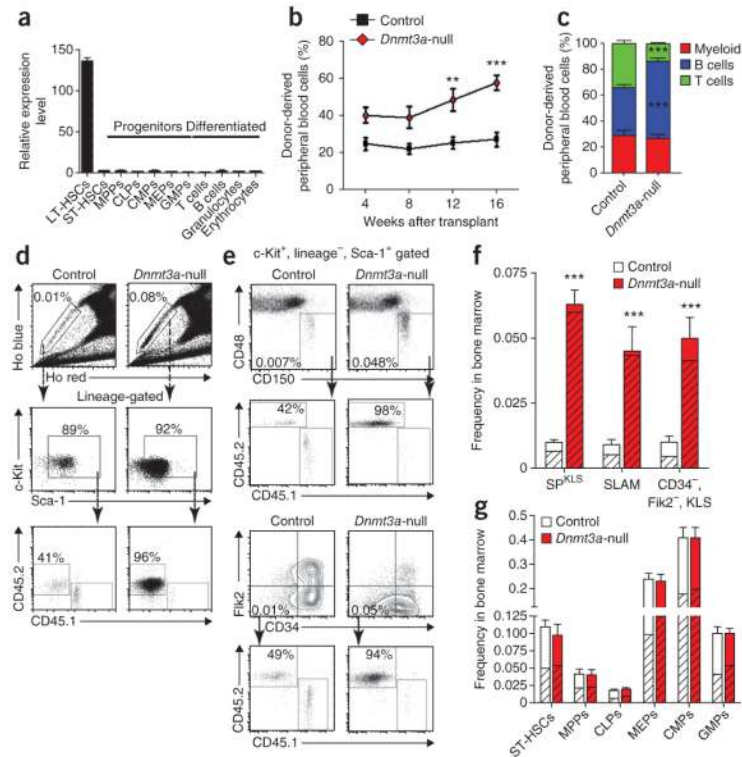 a
Relative expression
level
150
100
50
0
Progenitors Differentiated
LT-HSCs
ST-HSCs
MPPs
CLPs
CMPs
MEPs
GMPs
T cells
B cells
Granulocytes
Erythrocytes
b
Control
Dnmt3a-null
Donor-derived
peripheral blood cells (%)
80
60
40
20
0
**
***
4 8 12 16
Weeks after transplant
c
Myeloid
B cells
T cells
Donor-derived
peripheral blood cells (%)
100
80
60
40
20
0
***
***
Control
Dnmt3a-null
d
Control Dnmt3a-null
0.01% 0.08%
Ho blue
Ho red
Lineage-gated
89% 92%
c-Kit
Sca-1
41% 96%
CD45.2
CD45.1
e
c-Kit+, lineage−, Sca-1+ gated
Control Dnmt3a-null
CD48
0.007% 0.048%
CD150
42% 98%
CD45.2
CD45.1
Control Dnmt3a-null
Flk2
0.01% 0.05%
CD34
49% 94%
CD45.2
CD45.1
f
Control
Dnmt3a-null
Frequency in bone marrow
0.075
0.050
0.025
0
***
***
***
SPKLS
SLAM
CD34−,
Flk2−, KLS
g
Control
Dnmt3a-null
Frequency in bone marrow
0.5
0.4
0.3
0.2
0.125
0.100
0.075
0.050
0.025
0
ST-HSCs
MPPs
CLPs
MEPs
CMPs
GMPs